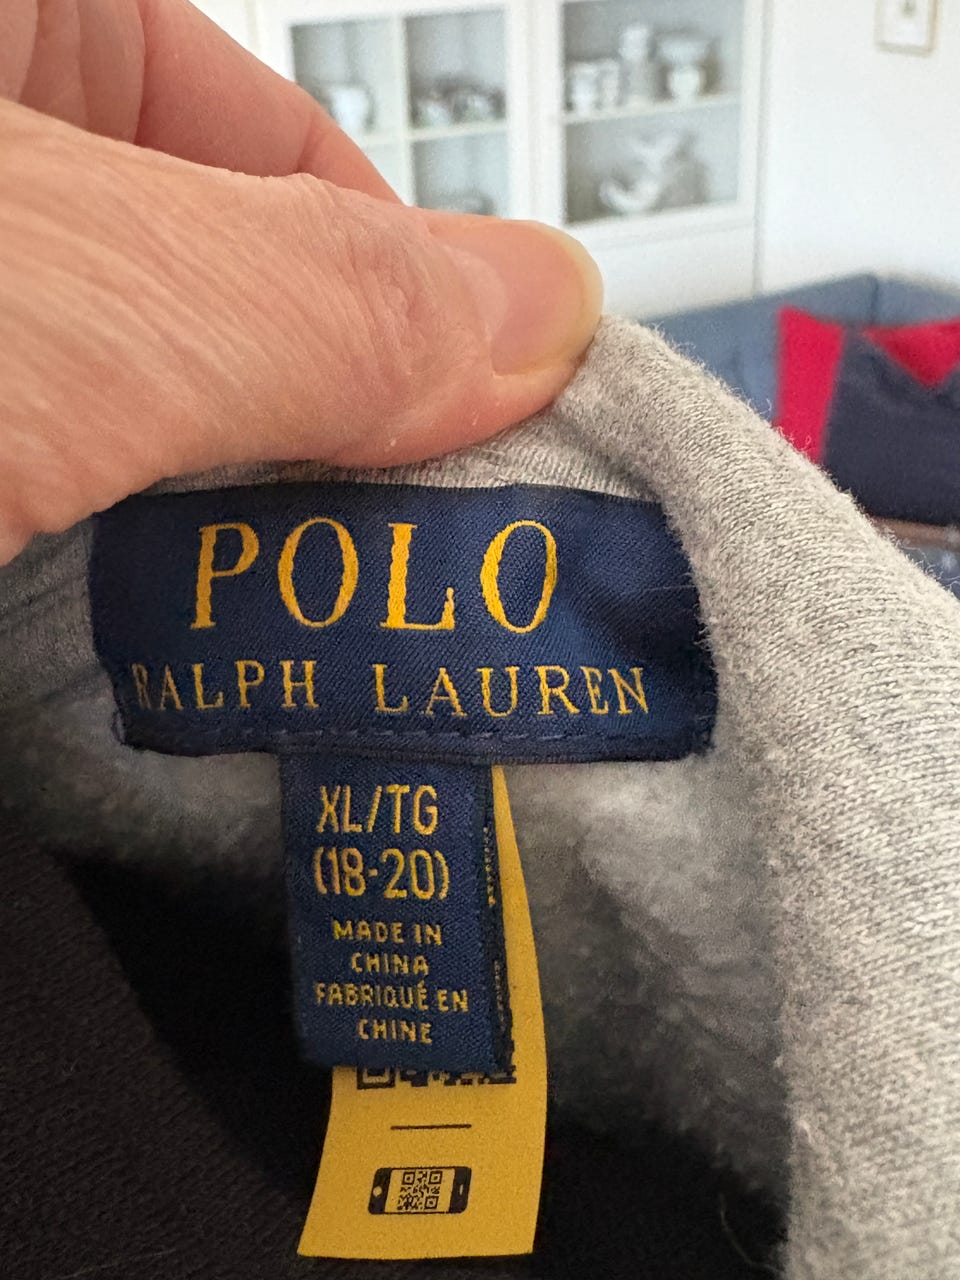 POLO
RALPH LAUREN
XL/TG
(18-20)
MADE IN
CHINA
FABRIQUÉ EN
CHINE